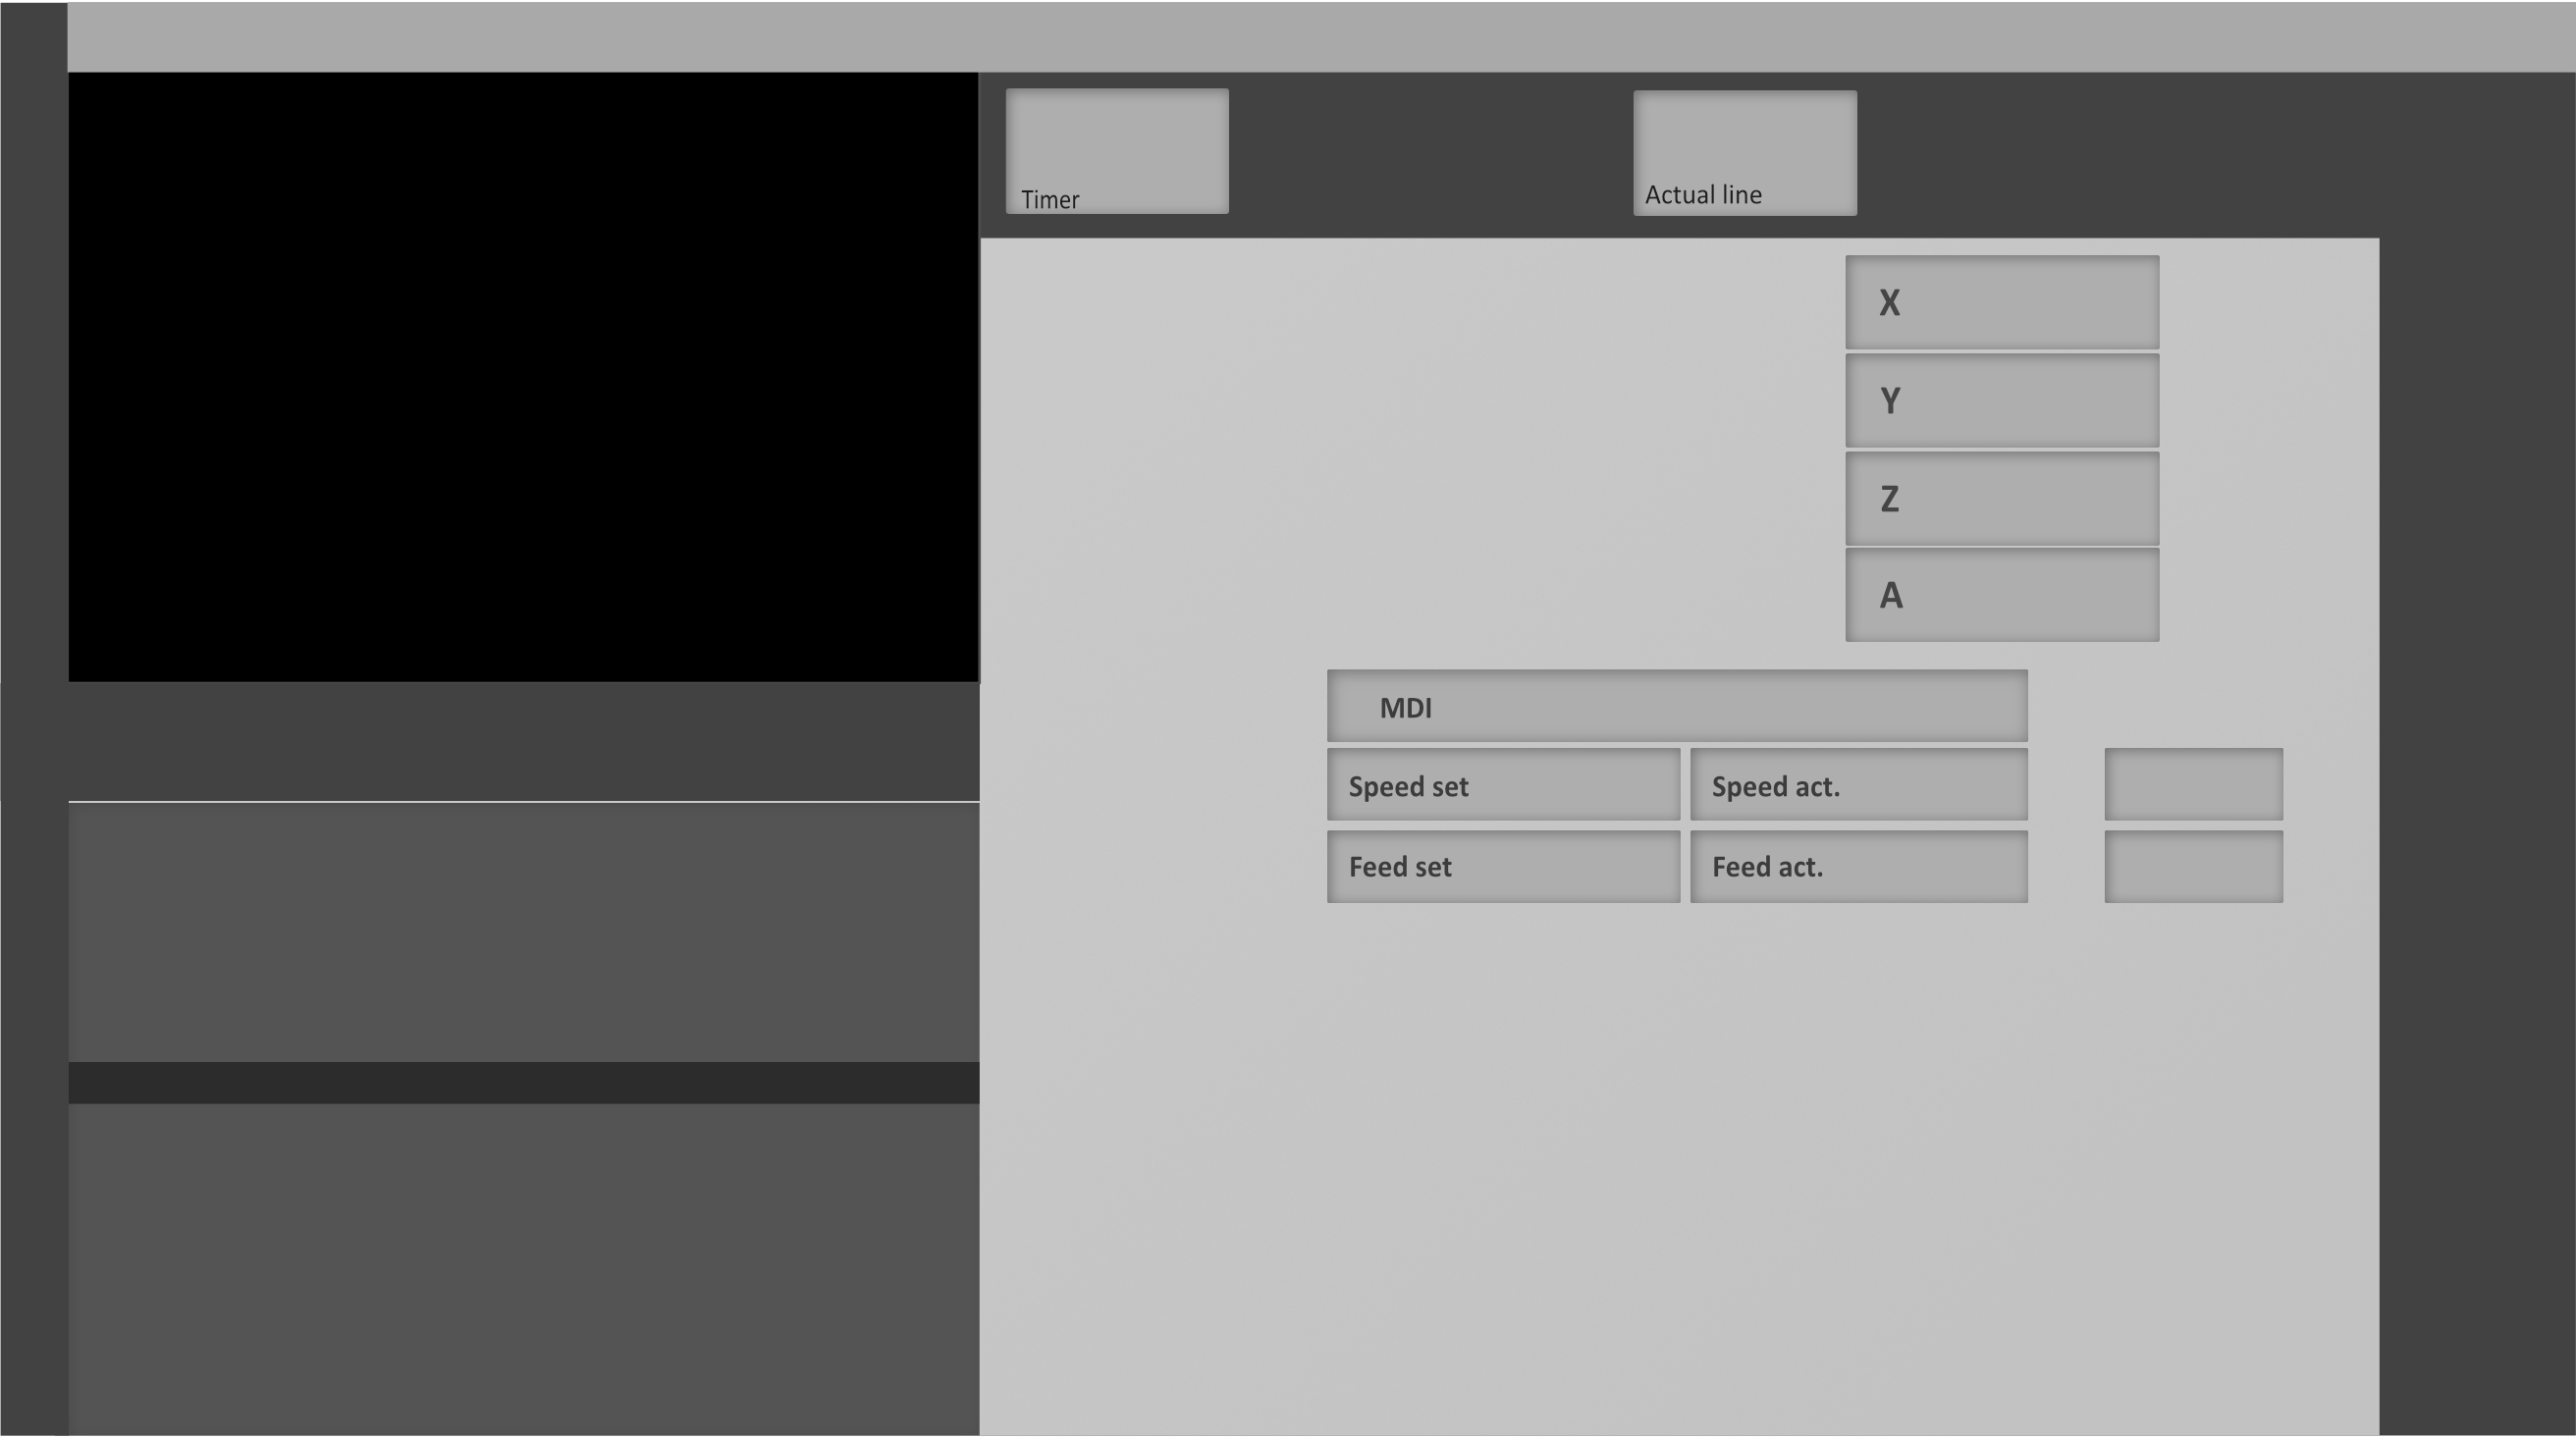 Timer
Actual line
X
Y
Z
A
MDI
Speed set
Speed act.
Feed set
Feed act.